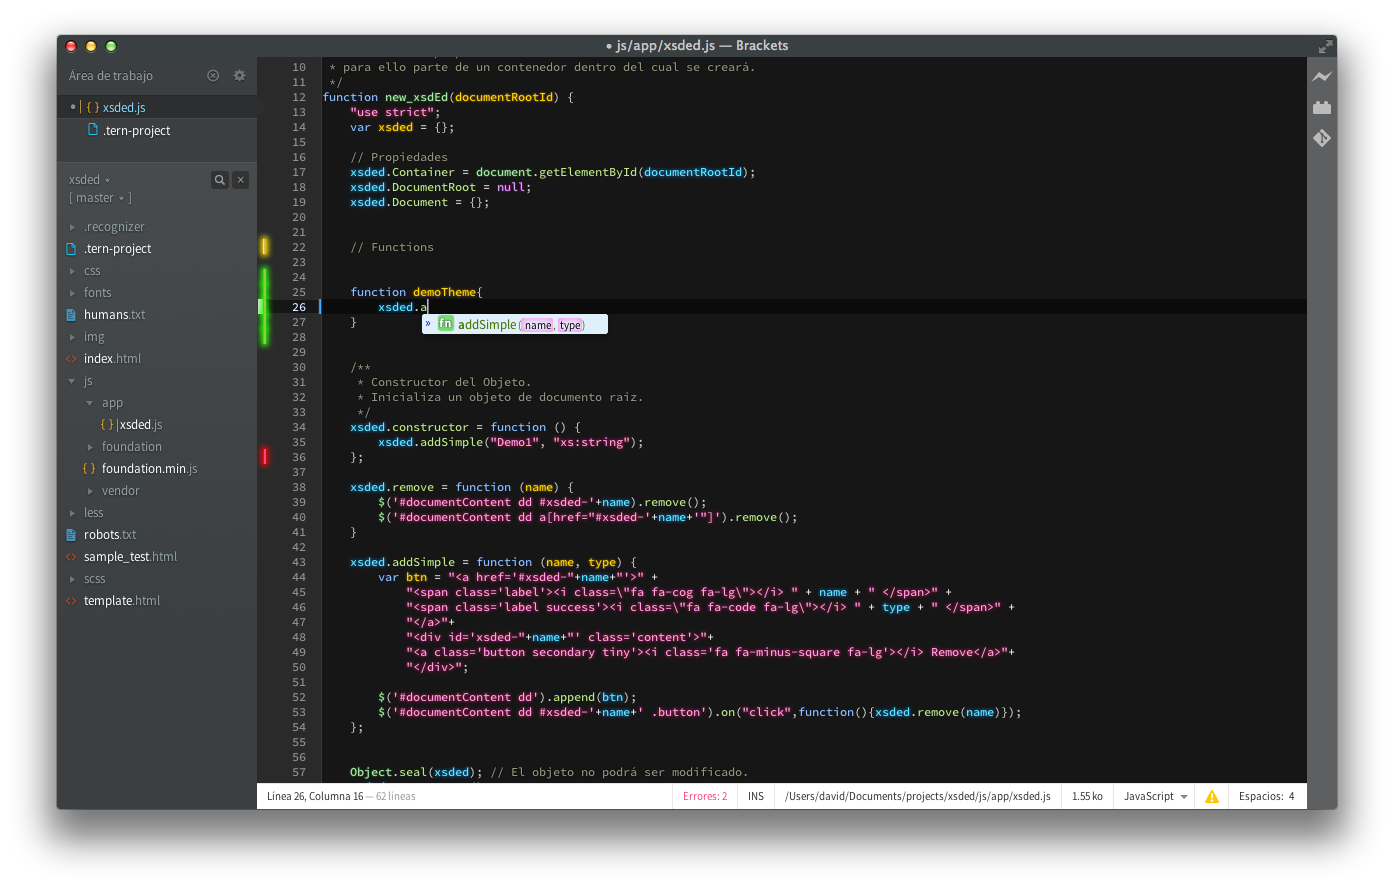 • js/app/xsded.js — Brackets
Área de trabajo
• { } xsded.js
.tern-project
xsded
[ master ]
.recognizer
.tern-project
css
fonts
humans.txt
img
<> index.html
js
app
{ } xsded.js
foundation
{ } foundation.min.js
vendor
less
robots.txt
<> sample_test.html
scss
<> template.html
10 * para ello parte de un contenedor dentro del cual se creará.
11 */
12 function new_xsdEd(documentRootId) {
13 "use strict";
14 var xsded = {};
15
16 // Propiedades
17 xsded.Container = document.getElementById(documentRootId);
18 xsded.DocumentRoot = null;
19 xsded.Document = {};
20
21
22 // Functions
23
24
25 function demoTheme{
26 xsded.a
» fn addSimple(name, type)
27 }
28
29
30 /**
31 * Constructor del Objeto.
32 * Inicializa un objeto de documento raiz.
33 */
34 xsded.constructor = function () {
35 xsded.addSimple("Demo1", "xs:string");
36 };
37
38 xsded.remove = function (name) {
39 $('#documentContent dd #xsded-'+name).remove();
40 $('#documentContent dd a[href="#xsded-'+name+'"]').remove();
41 }
42
43 xsded.addSimple = function (name, type) {
44 var btn = "<a href='#xsded-"+name+"'>" +
45 "<span class='label'><i class=\"fa fa-cog fa-lg\"></i> " + name + " </span>" +
46 "<span class='label success'><i class=\"fa fa-code fa-lg\"></i> " + type + " </span>" +
47 "</a>"+
48 "<div id='xsded-"+name+"' class='content'>"+
49 "<a class='button secondary tiny'><i class='fa fa-minus-square fa-lg'></i> Remove</a>"+
50 "</div>";
51
52 $('#documentContent dd').append(btn);
53 $('#documentContent dd #xsded-'+name+' .button').on("click",function(){xsded.remove(name)});
54 };
55
56
57 Object.seal(xsded); // El objeto no podrá ser modificado.
Línea 26, Columna 16 — 62 líneas
Errores: 2
INS
/Users/david/Documents/projects/xsded/js/app/xsded.js
1.55 ko
JavaScript
Espacios: 4